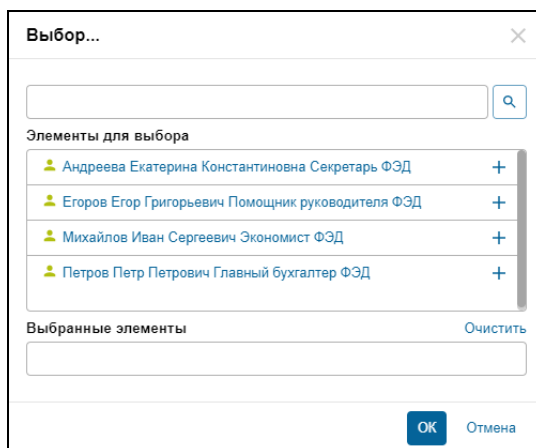 Выбор...
Элементы для выбора
Андреева Екатерина Константиновна Секретарь ФЭД
Егоров Егор Григорьевич Помощник руководителя ФЭД
Михайлов Иван Сергеевич Экономист ФЭД
Петров Петр Петрович Главный бухгалтер ФЭД
Выбранные элементы Очистить
ОК Отмена